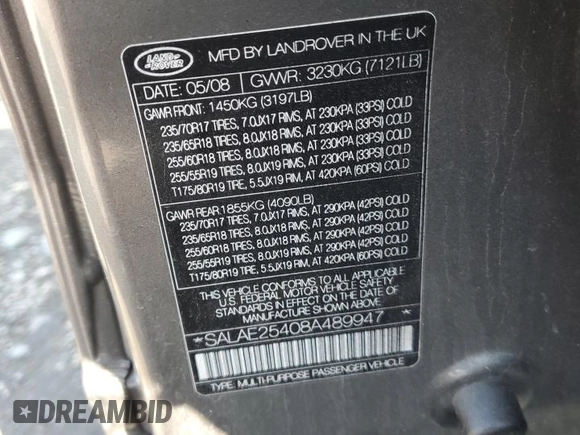 LAND ROVER
MFD BY LANDROVER IN THE UK
DATE: 05/08 GVWR: 3230KG (7121LB)
GAWR FRONT: 1450KG (3197LB)
235/70R17 TIRES, 7.0JX17 RIMS, AT 230KPA (33PSI) COLD
235/65R18 TIRES, 8.0JX18 RIMS, AT 230KPA (33PSI) COLD
255/60R18 TIRES, 8.0JX18 RIMS, AT 230KPA (33PSI) COLD
255/55R19 TIRES, 8.0JX19 RIMS, AT 230KPA (33PSI) COLD
T175/80R19 TIRE, 5.5JX19 RIM, AT 420KPA (60PSI) COLD
GAWR REAR 1855KG (4090LB)
235/70R17 TIRES, 7.0JX17 RIMS, AT 290KPA (42PSI) COLD
235/65R18 TIRES, 8.0JX18 RIMS, AT 290KPA (42PSI) COLD
255/60R18 TIRES, 8.0JX18 RIMS, AT 290KPA (42PSI) COLD
255/55R19 TIRES, 8.0JX19 RIMS, AT 290KPA (42PSI) COLD
T175/80R19 TIRE, 5.5JX19 RIM, AT 420KPA (60PSI) COLD
THIS VEHICLE CONFORMS TO ALL APPLICABLE
U.S. FEDERAL MOTOR VEHICLE SAFETY
STANDARDS IN EFFECT ON THE DATE OF
MANUFACTURE SHOWN ABOVE
*SALAE25408A489947*
TYPE: MULTI-PURPOSE PASSENGER VEHICLE
DREAMBID